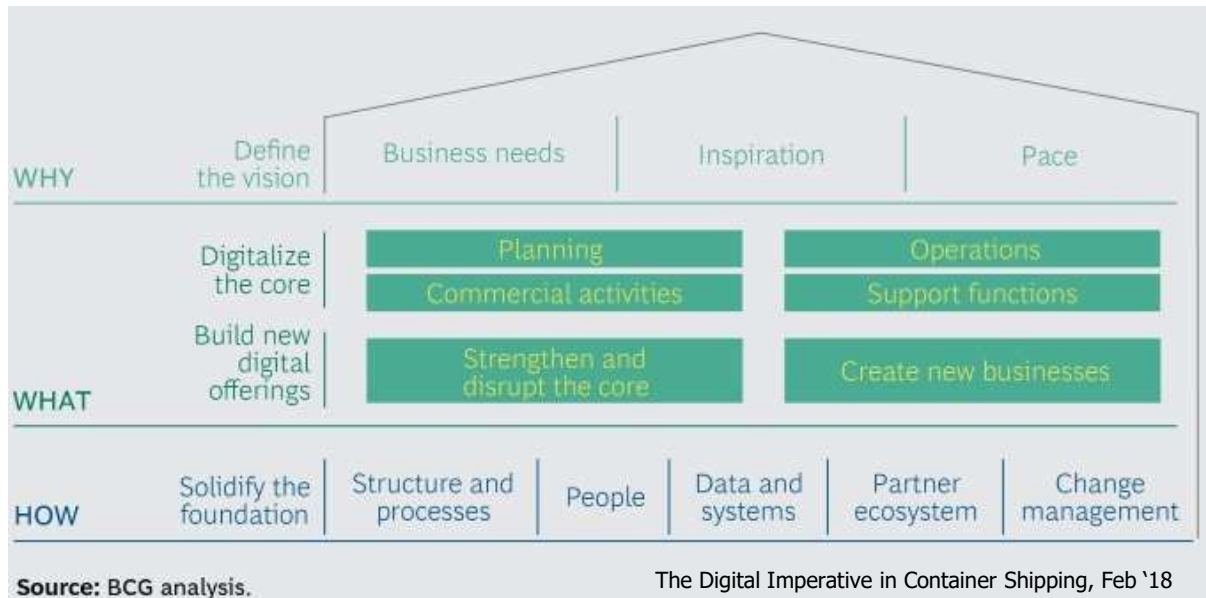 WHY
Define
the vision
Business needs
Inspiration
Pace
WHAT
Digitalize
the core
Planning
Operations
Commercial activities
Support functions
Build new
digital
offerings
Strengthen and
disrupt the core
Create new businesses
HOW
Solidify the
foundation
Structure and
processes
People
Data and
systems
Partner
ecosystem
Change
management
Source: BCG analysis.
The Digital Imperative in Container Shipping, Feb ‘18